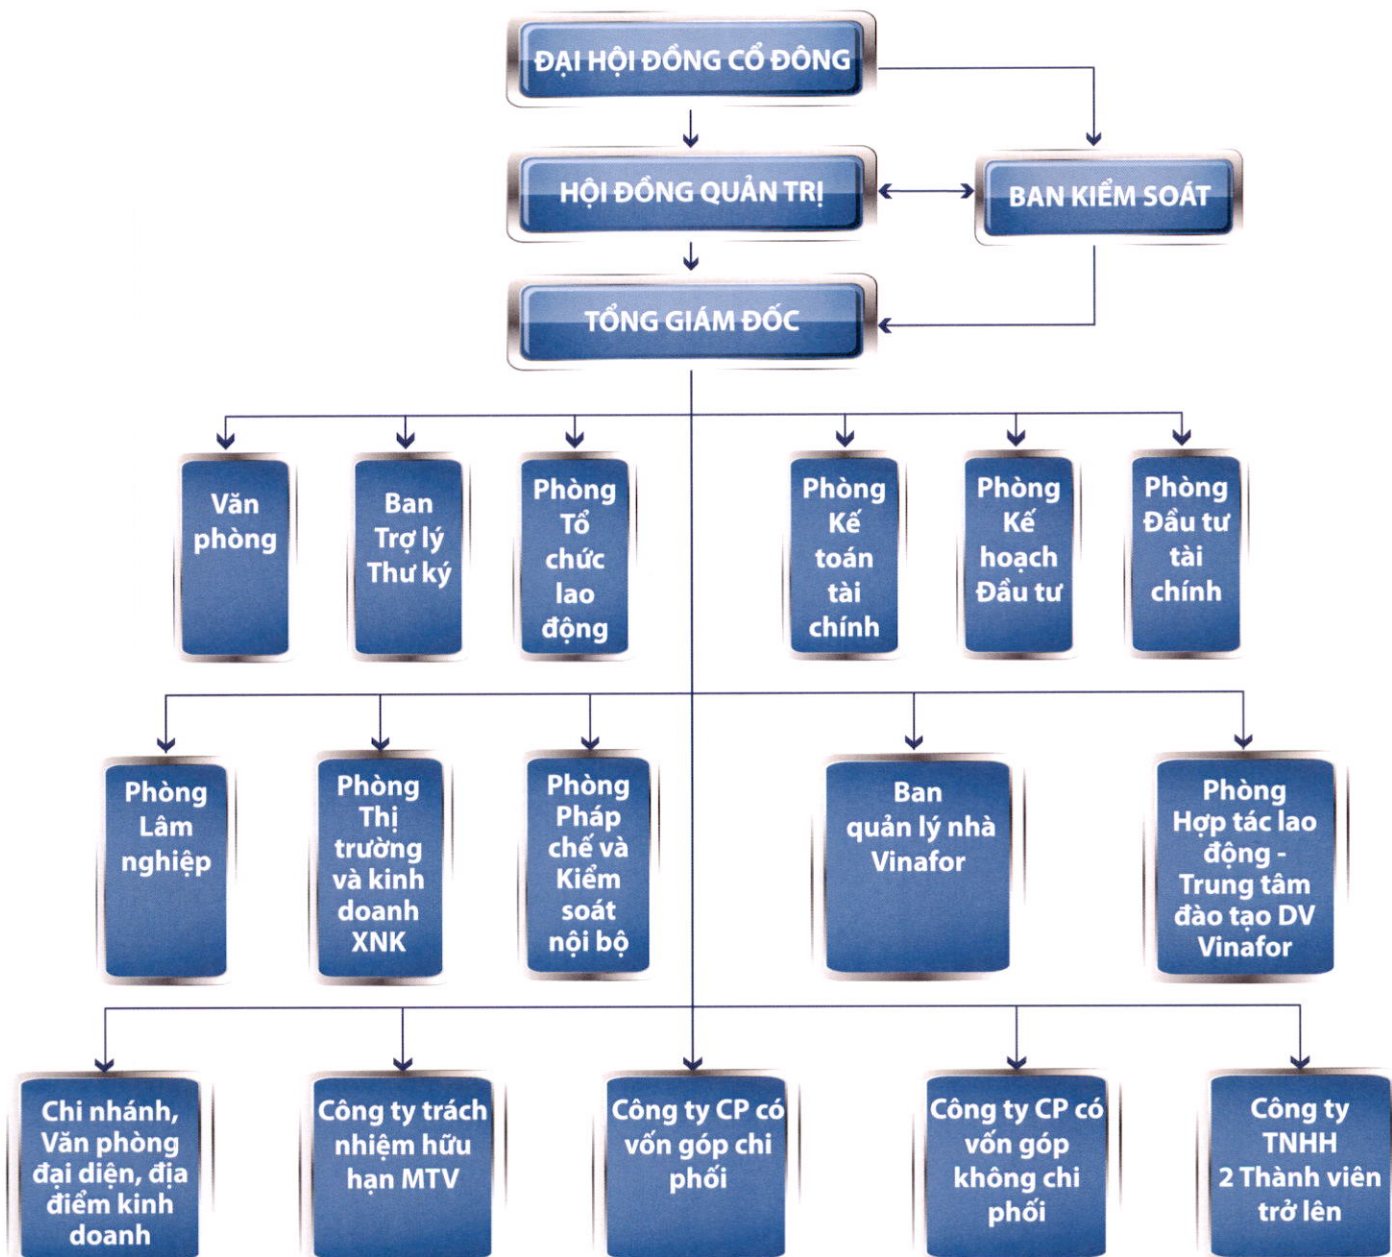 ĐẠI HỘI ĐỒNG CỔ ĐÔNG
HỘI ĐỒNG QUẢN TRỊ
BAN KIỂM SOÁT
TỔNG GIÁM ĐỐC
Văn
phòng
Ban
Trợ lý
Thư ký
Phòng
Tổ
chức
lao
động
Phòng
Kế
toán
tài
chính
Phòng
Kế
hoạch
Đầu tư
Phòng
Đầu tư
tài
chính
Phòng
Lâm
nghiệp
Phòng
Thị
trường
và kinh
doanh
XNK
Phòng
Pháp
chế và
Kiểm
soát
nội bộ
Ban
quản lý nhà
Vinafor
Phòng
Hợp tác lao
động -
Trung tâm
đào tạo DV
Vinafor
Chi nhánh,
Văn phòng
đại diện, địa
điểm kinh
doanh
Công ty trách
nhiệm hữu
hạn MTV
Công ty CP có
vốn góp chi
phối
Công ty CP có
vốn góp
không chi
phối
Công ty
TNHH
2 Thành viên
trở lên